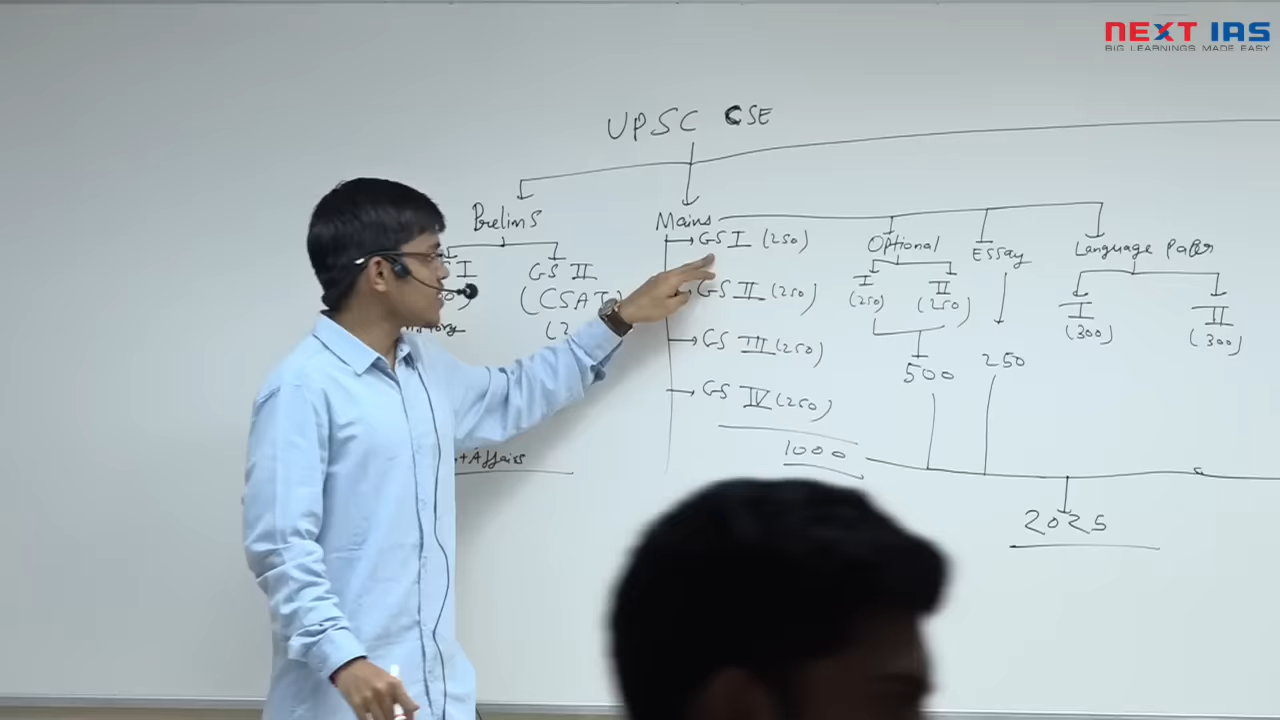 NEXT IAS
BIG LEARNINGS MADE EASY
UPSC CSE
Prelims
Mains
GS I (250)
Optional
Essay
Language Paper
S I
GS II
(CSAT)
GS II (250)
I
(250)
II
(250)
I
(300)
II
(300)
GS III (250)
500
250
GS IV (250)
1000
+Affairs
2025